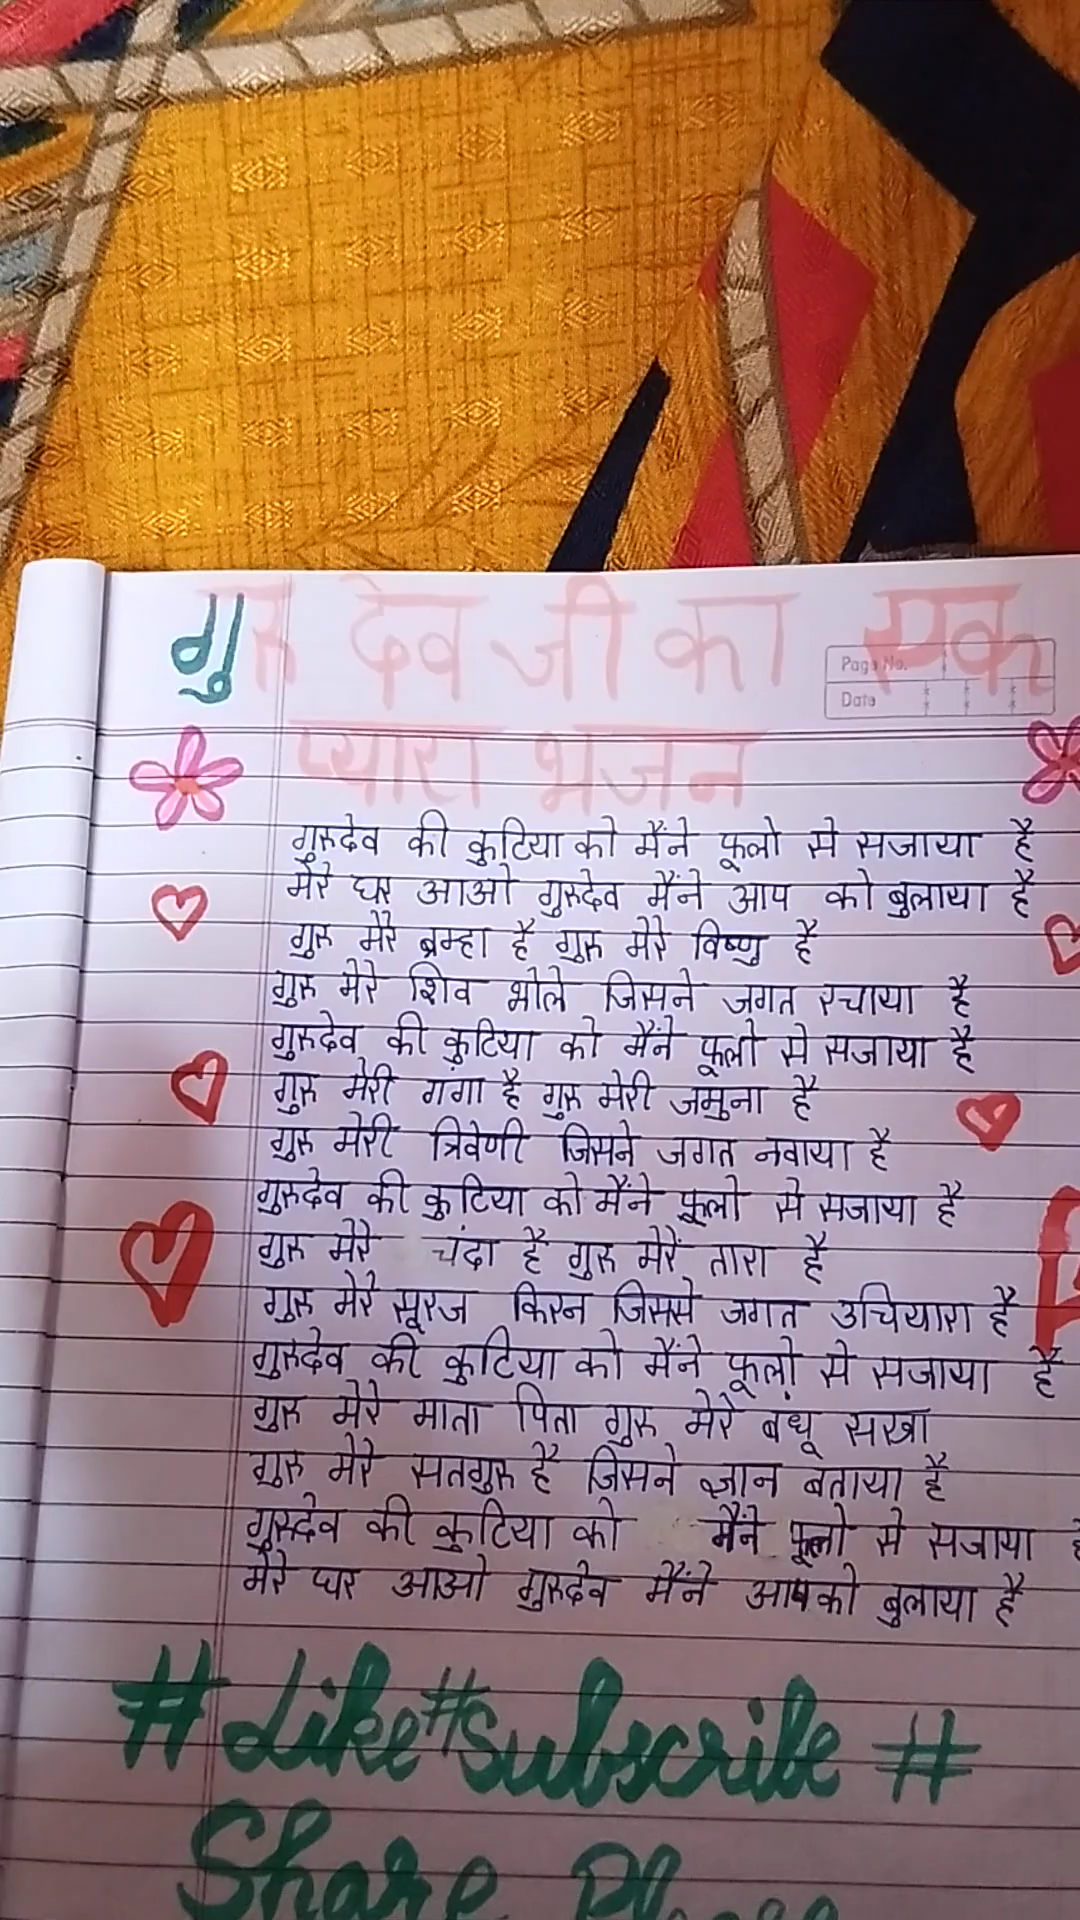 गुरु देव जी का एक
Page No.
Date
प्यारा भजन
गुरुदेव की कुटिया को मैंने फूलो से सजाया है
मेरे घर आओ गुरुदेव मैंने आप को बुलाया है
गुरु मेरे ब्रम्हा है गुरु मेरे विष्णु है
गुरु मेरे शिव भोले जिसने जगत रचाया है
गुरुदेव की कुटिया को मैंने फूलो से सजाया है
गुरु मेरी गंगा है गुरु मेरी जमुना है
गुरु मेरी त्रिवेणी जिसने जगत नवाया है
गुरुदेव की कुटिया को मैंने फूलो से सजाया है
गुरु मेरे चंदा है गुरु मेरें तारा है
गुरु मेरे सूरज किरन जिससे जगत उचियारा है
गुरुदेव की कुटिया को मैंने फूलो से सजाया है
गुरु मेरे माता पिता गुरु मेरे बंधू सखा
गुरु मेरे सतगुरु है जिसने ज्ञान बताया है
गुरुदेव की कुटिया को मैंने फूलो से सजाया है
मेरे घर आओ गुरुदेव मैंने आपको बुलाया है
#Like#Subscribe #
Share